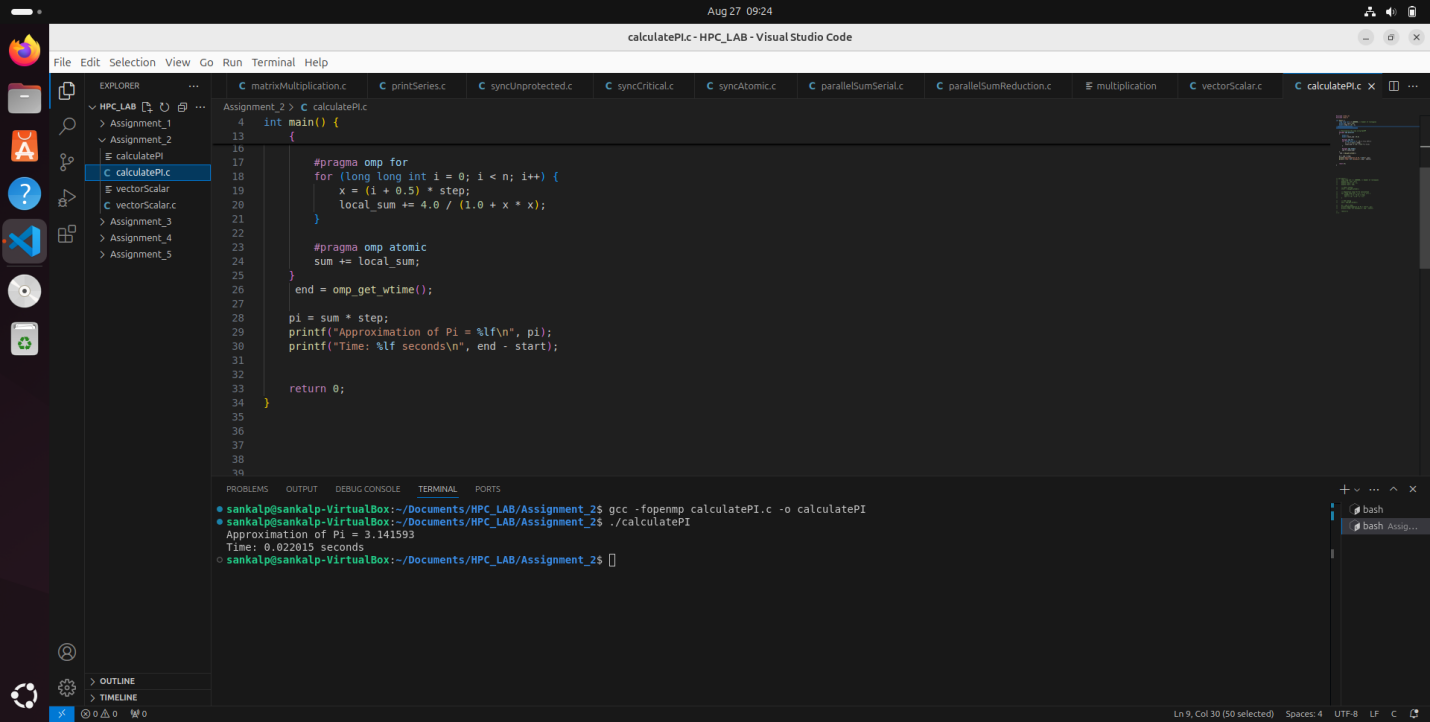 Aug 27 09:24
calculatePI.c - HPC_LAB - Visual Studio Code
File Edit Selection View Go Run Terminal Help
EXPLORER
HPC_LAB
Assignment_1
Assignment_2
calculatePI
calculatePI.c
vectorScalar
vectorScalar.c
Assignment_3
Assignment_4
Assignment_5
OUTLINE
TIMELINE
C matrixMultiplication.c C printSeries.c C syncUnprotected.c C syncCritical.c C syncAtomic.c C parallelSumSerial.c C parallelSumReduction.c multiplication C vectorScalar.c C calculatePI.c
Assignment_2 > C calculatePI.c
4 int main() {
13 {
16
17 #pragma omp for
18 for (long long int i = 0; i < n; i++) {
19 x = (i + 0.5) * step;
20 local_sum += 4.0 / (1.0 + x * x);
21 }
22
23 #pragma omp atomic
24 sum += local_sum;
25 }
26 end = omp_get_wtime();
27
28 pi = sum * step;
29 printf("Approximation of Pi = %lf\n", pi);
30 printf("Time: %lf seconds\n", end - start);
31
32
33 return 0;
34 }
35
36
37
38
39
PROBLEMS OUTPUT DEBUG CONSOLE TERMINAL PORTS
sankalp@sankalp-VirtualBox:~/Documents/HPC_LAB/Assignment_2$ gcc -fopenmp calculatePI.c -o calculatePI
sankalp@sankalp-VirtualBox:~/Documents/HPC_LAB/Assignment_2$ ./calculatePI
Approximation of Pi = 3.141593
Time: 0.022015 seconds
sankalp@sankalp-VirtualBox:~/Documents/HPC_LAB/Assignment_2$
bash
bash Assig...
0 0 0 Ln 9, Col 30 (50 selected) Spaces: 4 UTF-8 LF C